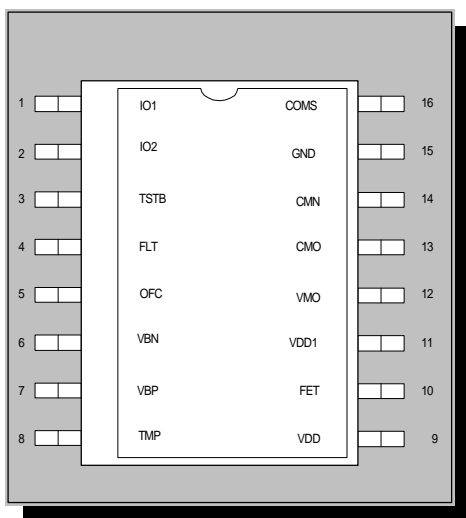 1 IO1 COMS 16
2 IO2 GND 15
3 TSTB CMN 14
4 FLT CMO 13
5 OFC VMO 12
6 VBN VDD1 11
7 VBP FET 10
8 TMP VDD 9